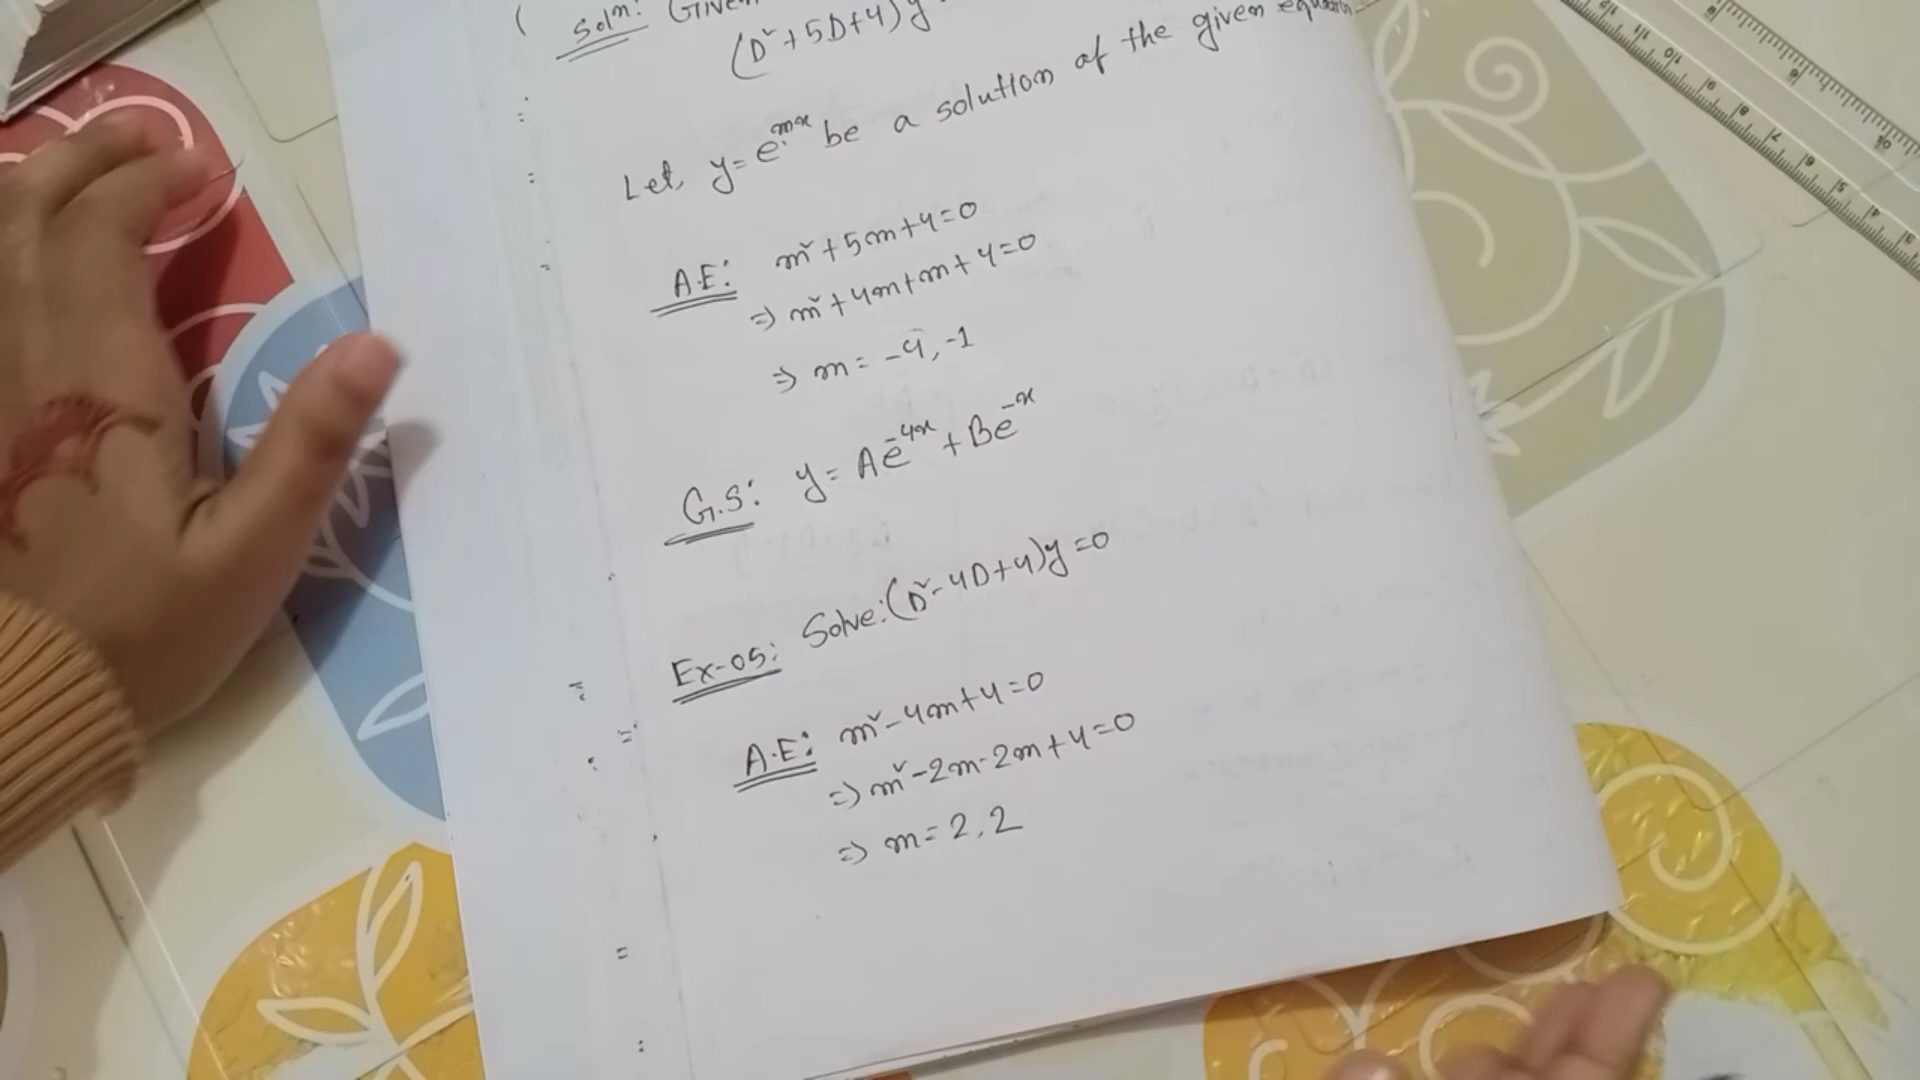 Soln: Given
(D²+5D+4)y
Let, y=e^mx be a solution of the given equation
A.E: m²+5m+4=0
=> m²+4m+m+4=0
=> m=-4,-1
G.S: y=Ae^-4x+Be^-x
Ex-05: Solve:(D²-4D+4)y=0
A.E: m²-4m+4=0
=> m²-2m-2m+4=0
=> m=2,2